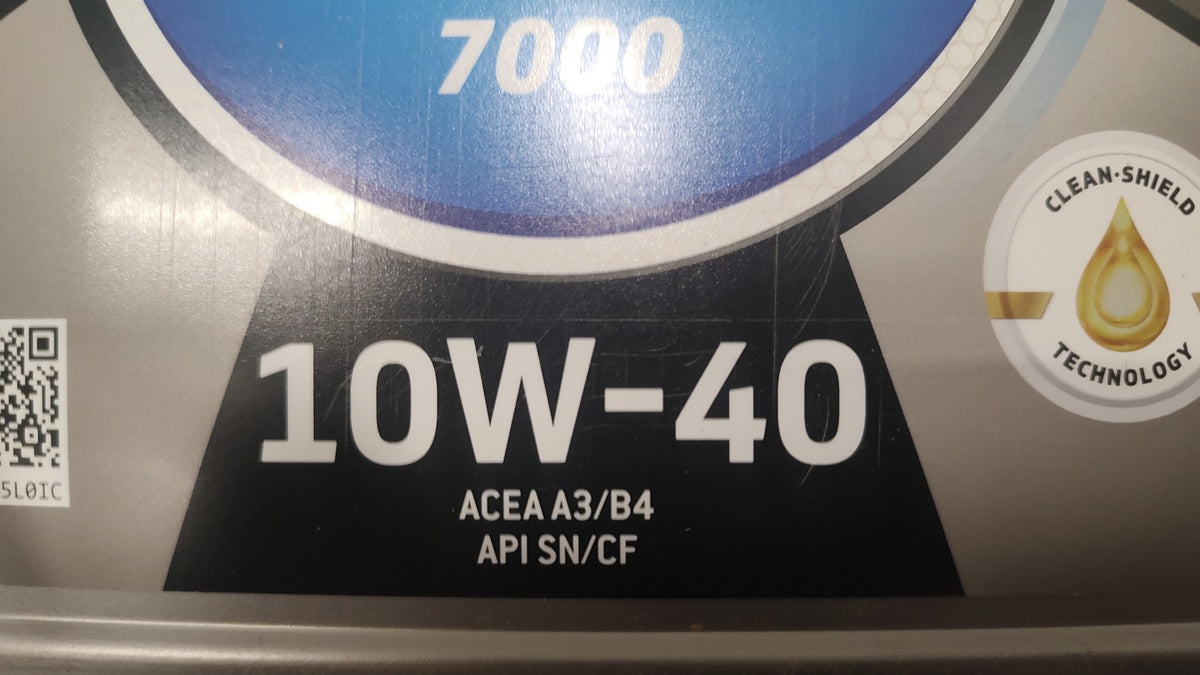 7000
CLEAN·SHIELD
TECHNOLOGY
10W-40
5L0IC
ACEA A3/B4
API SN/CF